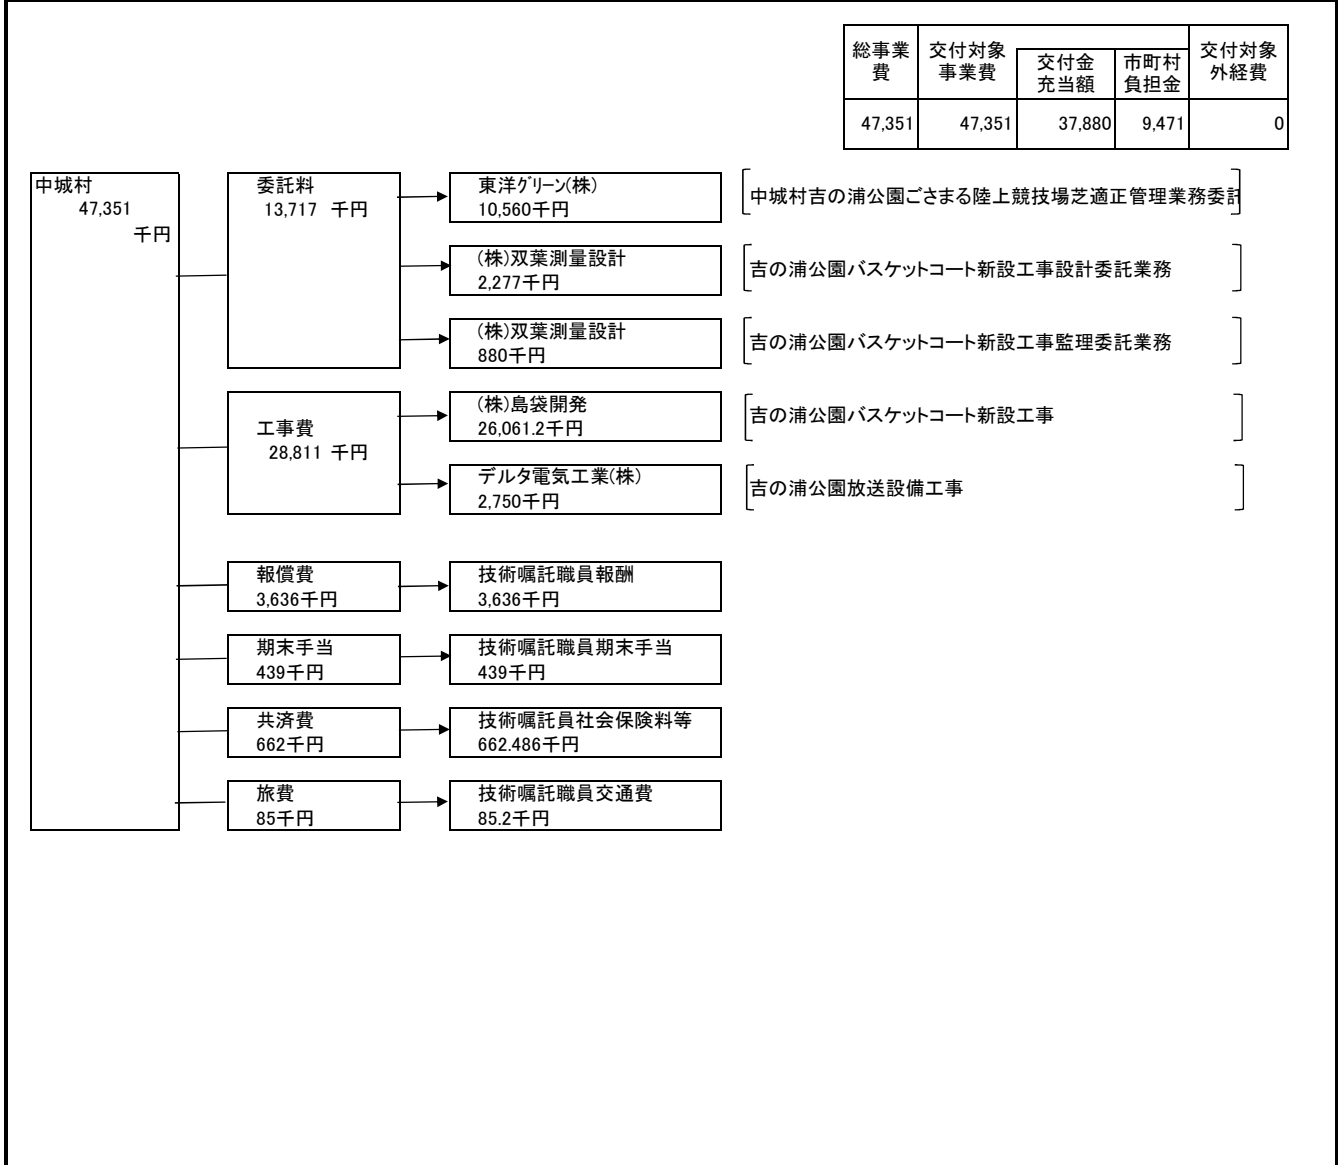 総事業
費
交付対象
事業費
交付金
充当額
市町村
負担金
交付対象
外経費
47,351
47,351
37,880
9,471
0
中城村
47,351
千円
委託料
13,717 千円
東洋グリーン(株)
10,560千円
中城村吉の浦公園ごさまる陸上競技場芝適正管理業務委託
(株)双葉測量設計
2,277千円
吉の浦公園バスケットコート新設工事設計委託業務
(株)双葉測量設計
880千円
吉の浦公園バスケットコート新設工事監理委託業務
工事費
28,811 千円
(株)島袋開発
26,061.2千円
吉の浦公園バスケットコート新設工事
デルタ電気工業(株)
2,750千円
吉の浦公園放送設備工事
報償費
3,636千円
技術嘱託職員報酬
3,636千円
期末手当
439千円
技術嘱託職員期末手当
439千円
共済費
662千円
技術嘱託員社会保険料等
662.486千円
旅費
85千円
技術嘱託職員交通費
85.2千円